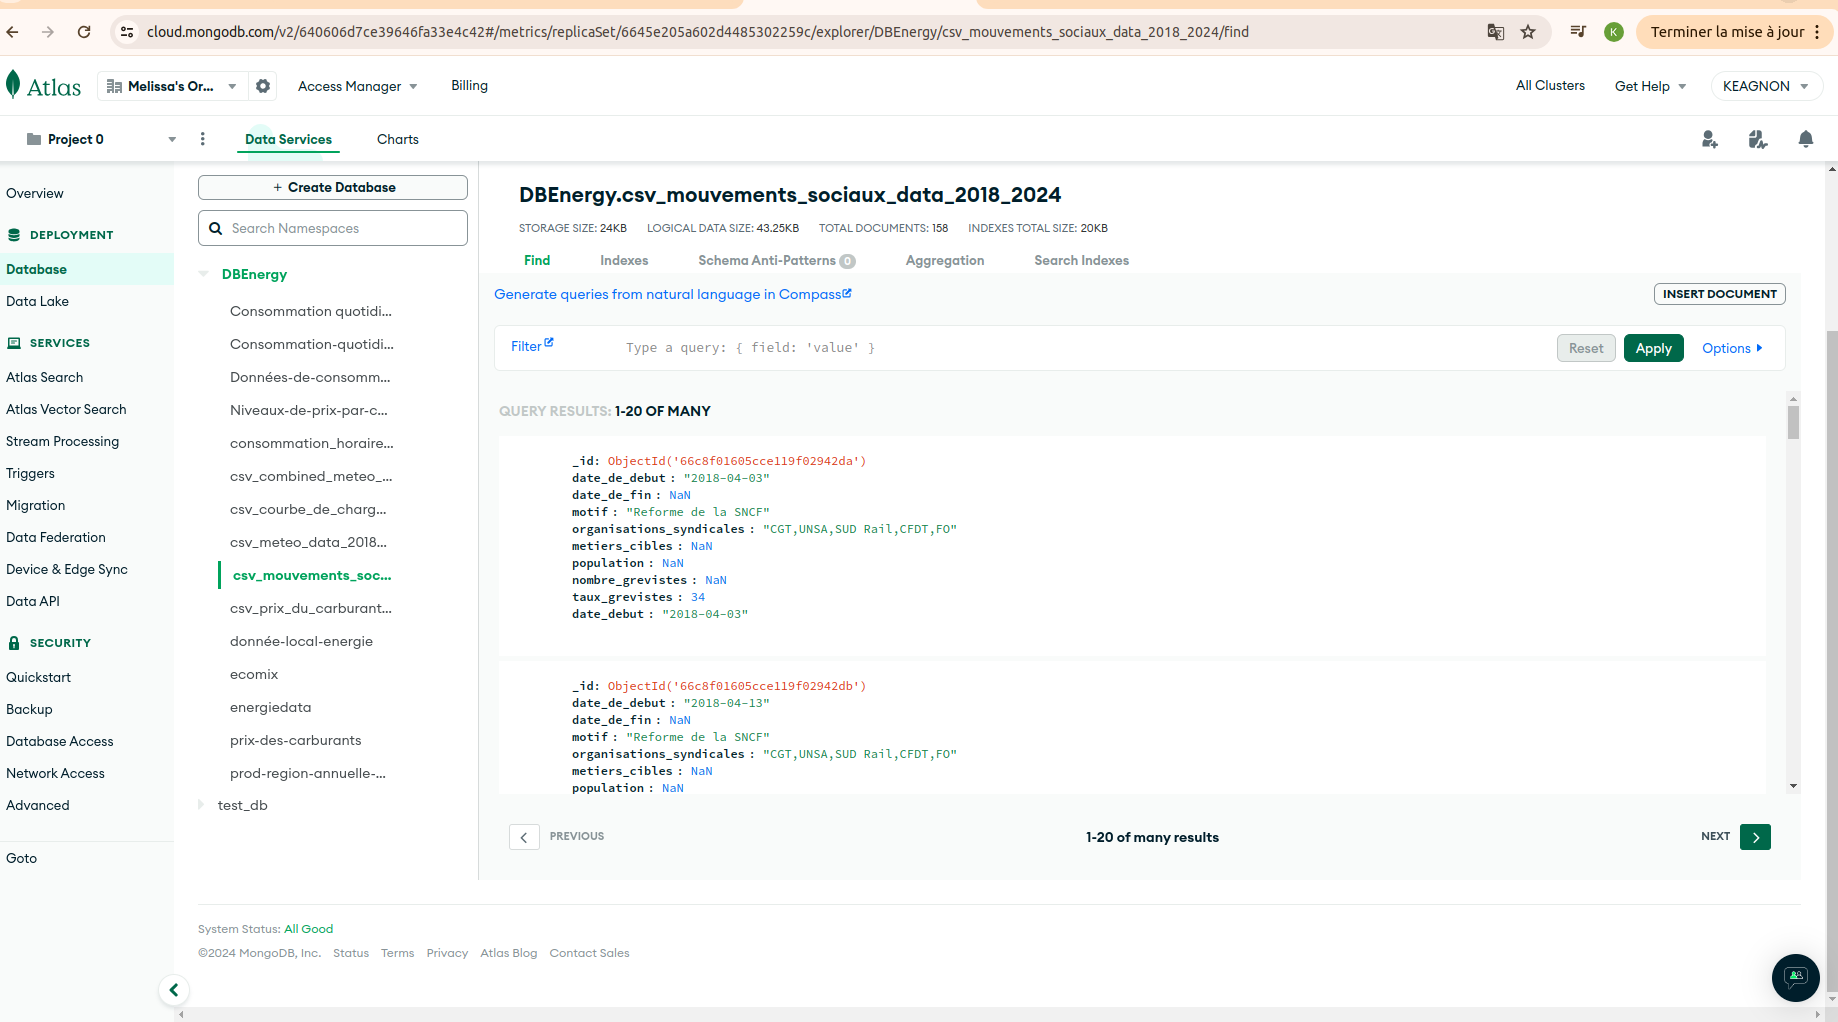 cloud.mongodb.com/v2/640606d7ce39646fa33e4c42#/metrics/replicaSet/6645e205a602d4485302259c/explorer/DBEnergy/csv_mouvements_sociaux_data_2018_2024/find
K
Terminer la mise à jour
Atlas
Melissa's Or...
Access Manager
Billing
All Clusters
Get Help
KEAGNON
Project 0
Data Services
Charts
Overview
DEPLOYMENT
Database
Data Lake
SERVICES
Atlas Search
Atlas Vector Search
Stream Processing
Triggers
Migration
Data Federation
Device & Edge Sync
Data API
SECURITY
Quickstart
Backup
Database Access
Network Access
Advanced
Goto
+ Create Database
Search Namespaces
DBEnergy
Consommation quotidi...
Consommation-quotidi...
Données-de-consomm...
Niveaux-de-prix-par-c...
consommation_horaire...
csv_combined_meteo_...
csv_courbe_de_charg...
csv_meteo_data_2018...
csv_mouvements_soc...
csv_prix_du_carburant...
donnée-local-energie
ecomix
energiedata
prix-des-carburants
prod-region-annuelle-...
test_db
DBEnergy.csv_mouvements_sociaux_data_2018_2024
STORAGE SIZE: 24KB LOGICAL DATA SIZE: 43.25KB TOTAL DOCUMENTS: 158 INDEXES TOTAL SIZE: 20KB
Find Indexes Schema Anti-Patterns 0 Aggregation Search Indexes
Generate queries from natural language in Compass
INSERT DOCUMENT
Filter
Type a query: { field: 'value' }
Reset
Apply
Options
QUERY RESULTS: 1-20 OF MANY
_id: ObjectId('66c8f01605cce119f02942da')
date_de_debut : "2018-04-03"
date_de_fin : NaN
motif : "Reforme de la SNCF"
organisations_syndicales : "CGT,UNSA,SUD Rail,CFDT,FO"
metiers_cibles : NaN
population : NaN
nombre_grevistes : NaN
taux_grevistes : 34
date_debut : "2018-04-03"
_id: ObjectId('66c8f01605cce119f02942db')
date_de_debut : "2018-04-13"
date_de_fin : NaN
motif : "Reforme de la SNCF"
organisations_syndicales : "CGT,UNSA,SUD Rail,CFDT,FO"
metiers_cibles : NaN
population : NaN
PREVIOUS
1-20 of many results
NEXT
System Status: All Good
©2024 MongoDB, Inc. Status Terms Privacy Atlas Blog Contact Sales